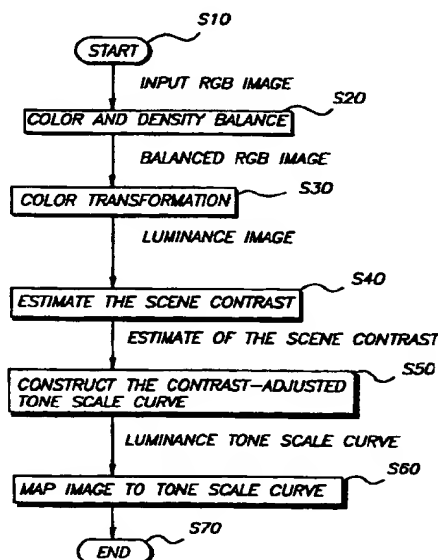 S10
START
INPUT RGB IMAGE
S20
COLOR AND DENSITY BALANCE
BALANCED RGB IMAGE
S30
COLOR TRANSFORMATION
LUMINANCE IMAGE
S40
ESTIMATE THE SCENE CONTRAST
ESTIMATE OF THE SCENE CONTRAST
S50
CONSTRUCT THE CONTRAST-ADJUSTED
TONE SCALE CURVE
LUMINANCE TONE SCALE CURVE
S60
MAP IMAGE TO TONE SCALE CURVE
S70
END